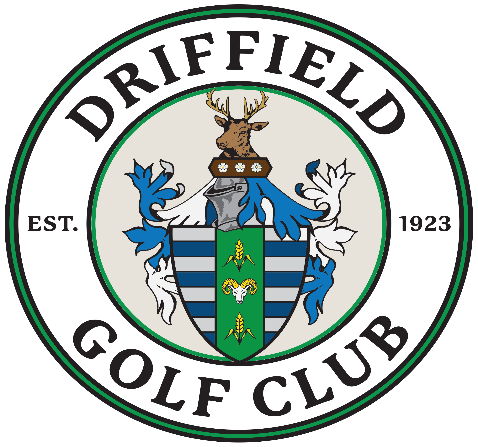 DRIFFIELD
EST. 1923
GOLF CLUB